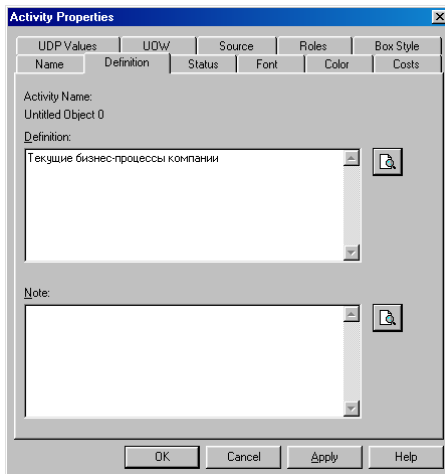 Activity Properties
UDP Values UOW Source Roles Box Style
Name Definition Status Font Color Costs
Activity Name:
Untitled Object 0
Definition:
Текущие бизнес-процессы компании
Note:
OK Cancel Apply Help